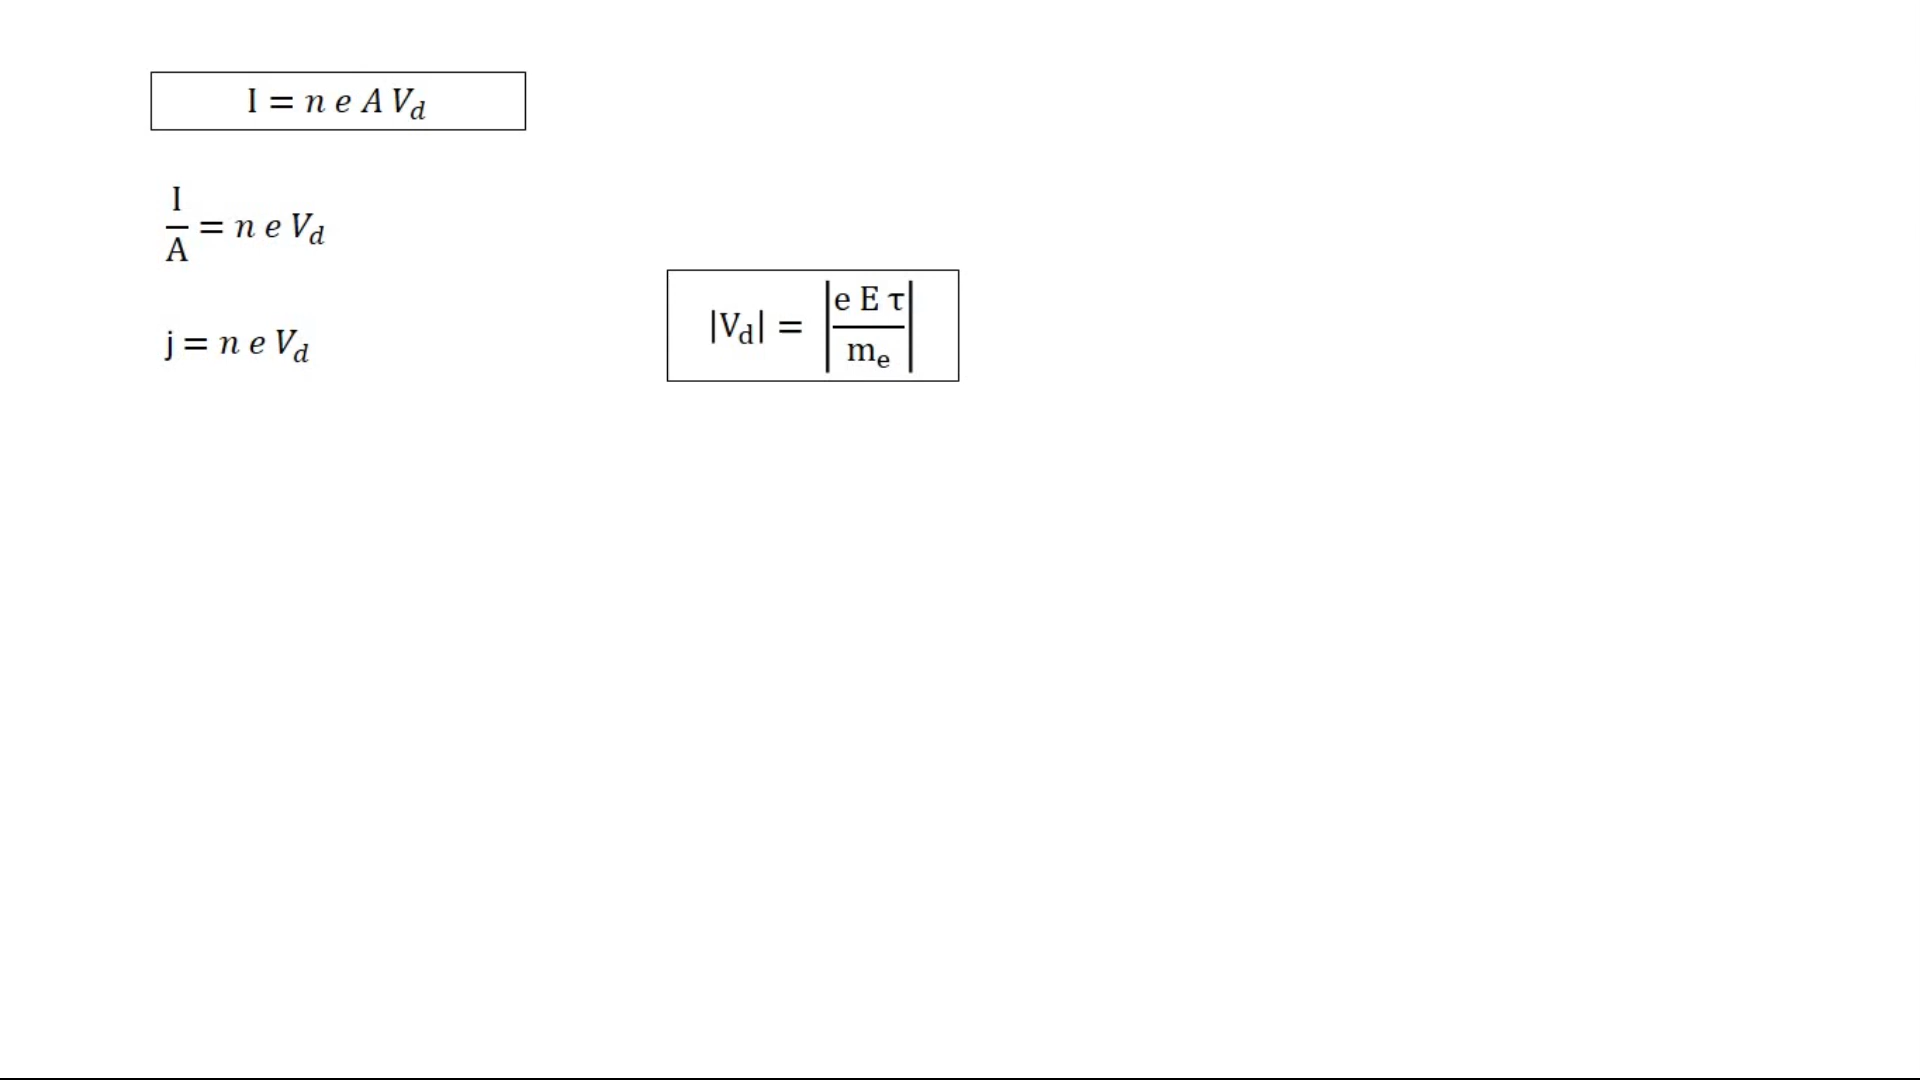 I = n e A V_d
I/A = n e V_d
j = n e V_d
|V_d| = |e E τ / m_e|